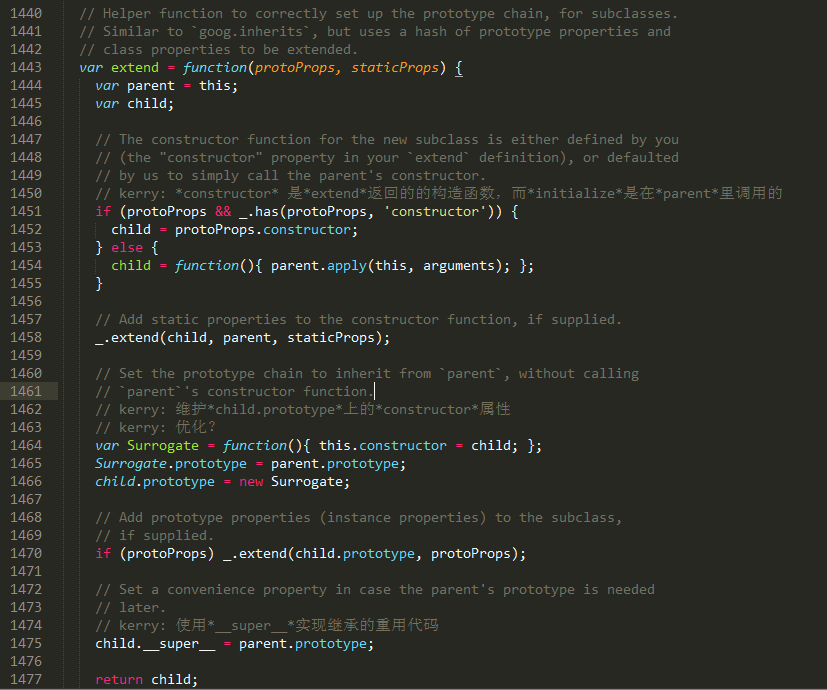 1440 // Helper function to correctly set up the prototype chain, for subclasses.
1441 // Similar to `goog.inherits`, but uses a hash of prototype properties and
1442 // class properties to be extended.
1443 var extend = function(protoProps, staticProps) {
1444 var parent = this;
1445 var child;
1446
1447 // The constructor function for the new subclass is either defined by you
1448 // (the "constructor" property in your `extend` definition), or defaulted
1449 // by us to simply call the parent's constructor.
1450 // kerry: *constructor* 是*extend*返回的的构造函数，而*initialize*是在*parent*里调用的
1451 if (protoProps && _.has(protoProps, 'constructor')) {
1452 child = protoProps.constructor;
1453 } else {
1454 child = function(){ parent.apply(this, arguments); };
1455 }
1456
1457 // Add static properties to the constructor function, if supplied.
1458 _.extend(child, parent, staticProps);
1459
1460 // Set the prototype chain to inherit from `parent`, without calling
1461 // `parent`'s constructor function.
1462 // kerry: 维护*child.prototype*上的*constructor*属性
1463 // kerry: 优化？
1464 var Surrogate = function(){ this.constructor = child; };
1465 Surrogate.prototype = parent.prototype;
1466 child.prototype = new Surrogate;
1467
1468 // Add prototype properties (instance properties) to the subclass,
1469 // if supplied.
1470 if (protoProps) _.extend(child.prototype, protoProps);
1471
1472 // Set a convenience property in case the parent's prototype is needed
1473 // later.
1474 // kerry: 使用*__super__*实现继承的重用代码
1475 child.__super__ = parent.prototype;
1476
1477 return child;